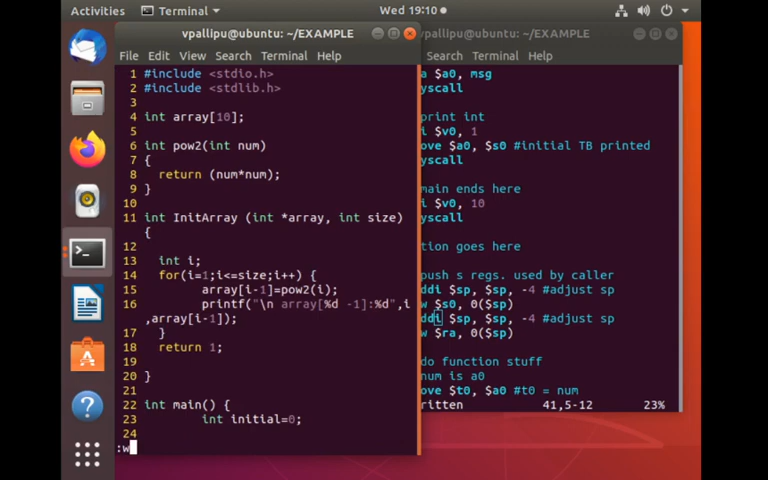 Activities
Terminal
Wed 19:10
vpallipu@ubuntu: ~/EXAMPLE
File Edit View Search Terminal Help
1 #include <stdio.h>
2 #include <stdlib.h>
3
4 int array[10];
5
6 int pow2(int num)
7 {
8   return (num*num);
9 }
10
11 int InitArray (int *array, int size)
{
12
13   int i;
14   for(i=1;i<=size;i++) {
15         array[i-1]=pow2(i);
16         printf("\n array[%d -1]:%d",i
,array[i-1]);
17   }
18   return 1;
19
20 }
21
22 int main() {
23         int initial=0;
24
:w
vpallipu@ubuntu: ~/EXAMPLE
Search Terminal Help
a $a0, msg
yscall
print int
i $v0, 1
ove $a0, $s0 #initial TB printed
yscall
main ends here
i $v0, 10
yscall
tion goes here
push s regs. used by caller
ddi $sp, $sp, -4 #adjust sp
w $s0, 0($sp)
ddi $sp, $sp, -4 #adjust sp
w $ra, 0($sp)
do function stuff
num is a0
ove $t0, $a0 #t0 = num
ritten
41,5-12
23%